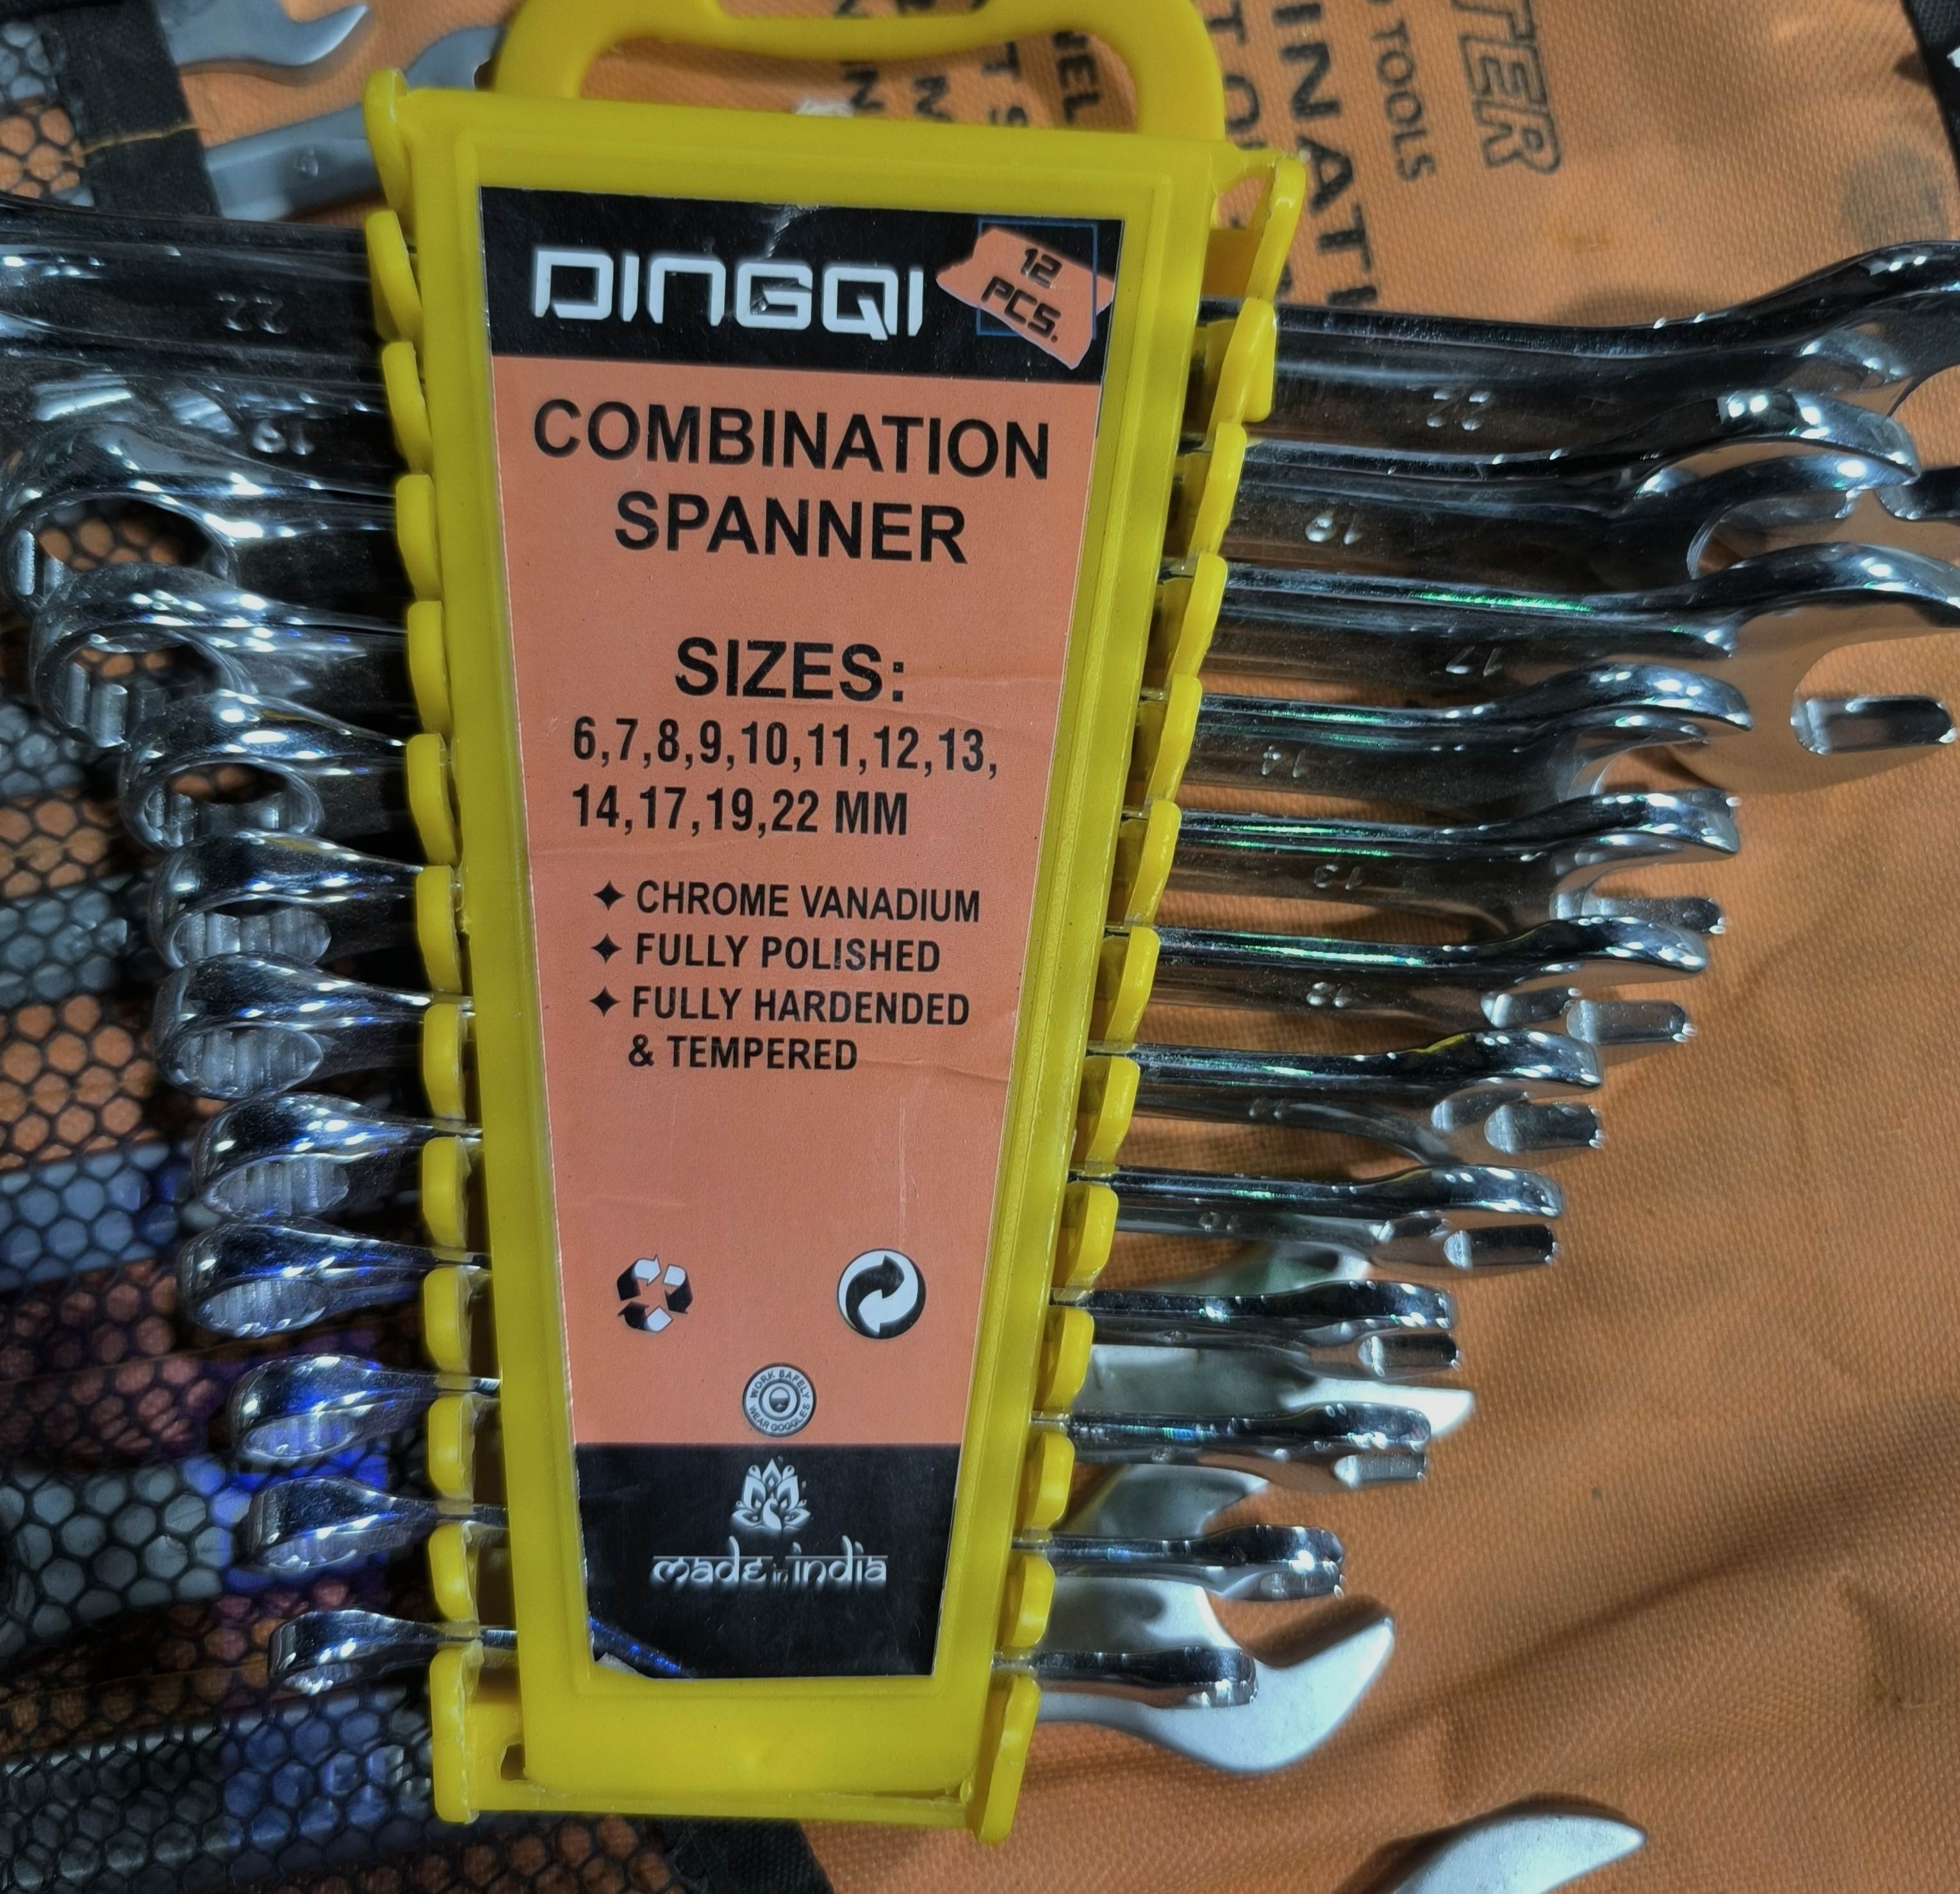 DINGQI
12
PCS.
COMBINATION
SPANNER
SIZES:
6,7,8,9,10,11,12,13,
14,17,19,22 MM
✦ CHROME VANADIUM
✦ FULLY POLISHED
✦ FULLY HARDENDED
& TEMPERED
WORK SAFELY
WEAR GOGGLES
made in india
22
19
22
19
17
14
13
TOOLS